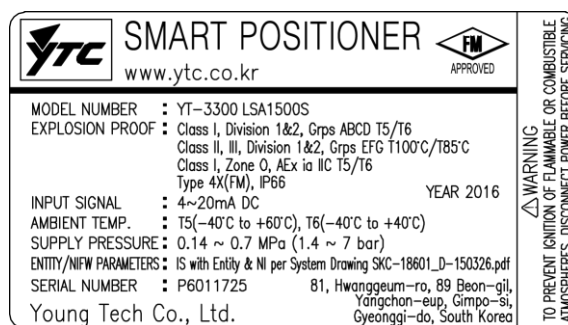 YTC SMART POSITIONER FM
www.ytc.co.kr APPROVED
MODEL NUMBER : YT-3300 LSA1500S
EXPLOSION PROOF : Class I, Division 1&2, Grps ABCD T5/T6
Class II, III, Division 1&2, Grps EFG T100°C/T85°C
Class I, Zone 0, AEx ia IIC T5/T6
Type 4X(FM), IP66
YEAR 2016
INPUT SIGNAL : 4~20mA DC
AMBIENT TEMP. : T5(-40°C to +60°C), T6(-40°C to +40°C)
SUPPLY PRESSURE : 0.14 ~ 0.7 MPa (1.4 ~ 7 bar)
ENTITY/NIFW PARAMETERS : IS with Entity & NI per System Drawing SKC-18601_D-150326.pdf
SERIAL NUMBER : P6011725
81, Hwanggeum-ro, 89 Beon-gil,
Yangchon-eup, Gimpo-si,
Gyeonggi-do, South Korea
Young Tech Co., Ltd.
⚠WARNING
TO PREVENT IGNITION OF FLAMMABLE OR COMBUSTIBLE
ATMOSPHERES, DISCONNECT POWER BEFORE SERVICING